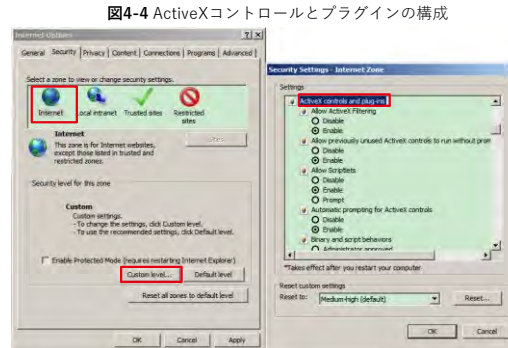 図4-4 ActiveXコントロールとプラグインの構成
Internet Options
General Security Privacy Content Connections Programs Advanced
Select a zone to view or change security settings.
Internet
Local intranet
Trusted sites
Restricted
sites
Internet
Sites
This zone is for Internet websites,
except those listed in trusted and
restricted zones.
Security level for this zone
Custom
Custom settings.
- To change the settings, click Custom level.
- To use the recommended settings, click Default level.
Enable Protected Mode (requires restarting Internet Explorer)
Custom level...
Default level
Reset all zones to default level
OK
Cancel
Apply
Security Settings - Internet Zone
Settings
ActiveX controls and plug-ins
Allow ActiveX Filtering
Disable
Enable
Allow previously unused ActiveX controls to run without prom
Disable
Enable
Allow Scriptlets
Disable
Enable
Prompt
Automatic prompting for ActiveX controls
Disable
Enable
Binary and script behaviors
Administrator approved
*Takes effect after you restart your computer
Reset custom settings
Reset to:
Medium-high (default)
Reset...
OK
Cancel